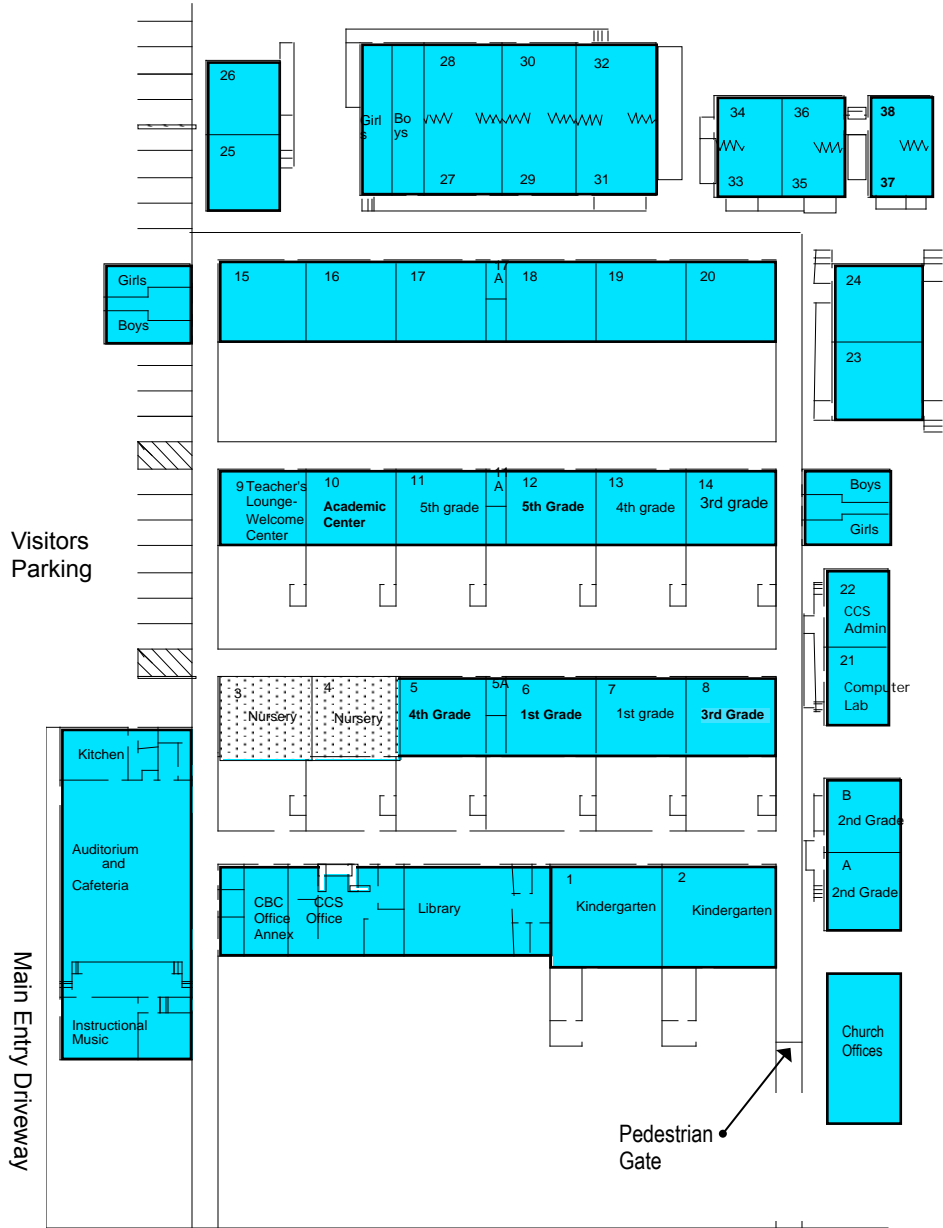 26
25
28
30
32
Girl
s
Bo
ys
27
29
31
34
36
33
35
38
37
Girls
Boys
15
16
17
17
A
18
19
20
24
23
9 Teacher's
Lounge-
Welcome
Center
10
Academic
Center
11
5th grade
11
A
12
5th Grade
13
4th grade
14
3rd grade
Boys
Girls
Visitors
Parking
22
CCS
Admin
21
Computer
Lab
3
Nursery
4
Nursery
5
4th Grade
5A
6
1st Grade
7
1st grade
8
3rd Grade
Kitchen
Auditorium
and
Cafeteria
Instructional
Music
Main Entry Driveway
CBC
Office
Annex
CCS
Office
Library
1
Kindergarten
2
Kindergarten
B
2nd Grade
A
2nd Grade
Church
Offices
Pedestrian
Gate